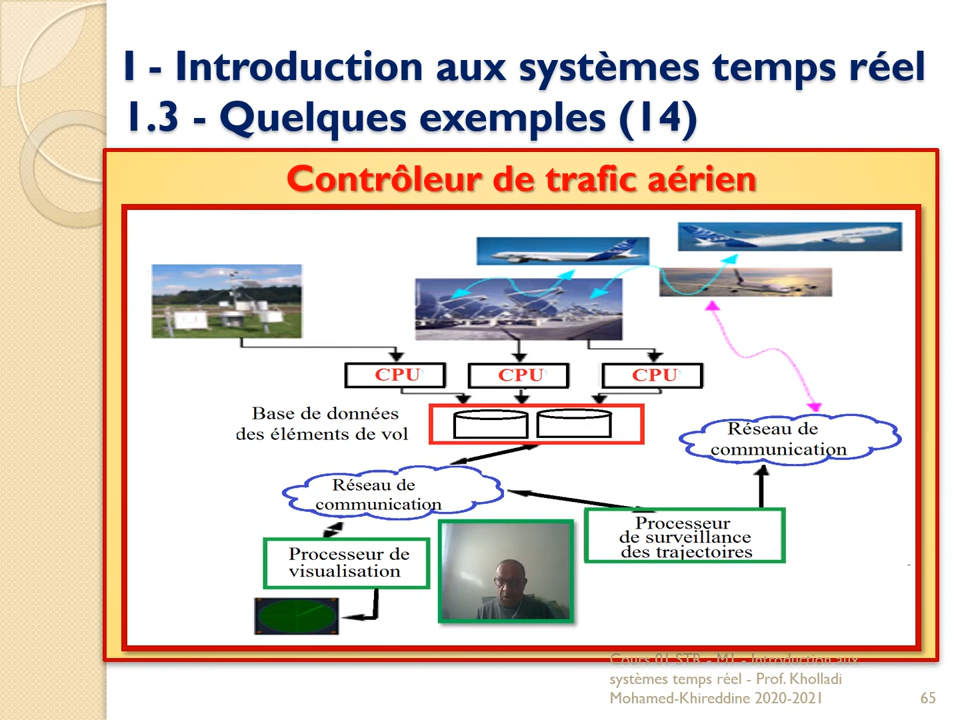 I - Introduction aux systèmes temps réel
1.3 - Quelques exemples (14)
Contrôleur de trafic aérien
CPU
CPU
CPU
Base de données
des éléments de vol
Réseau de
communication
Réseau de
communication
Processeur
de surveillance
des trajectoires
Processeur de
visualisation
Cours 01 STR - M1 - Introduction aux
systèmes temps réel - Prof. Kholladi
Mohamed-Khireddine 2020-2021
65